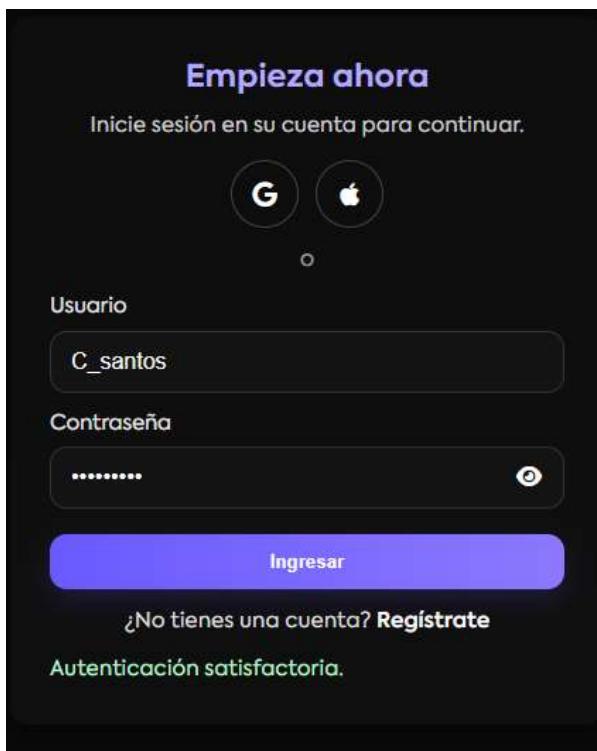 Empieza ahora
Inicie sesión en su cuenta para continuar.
G
o
Usuario
C_santos
Contraseña
•••••••••
Ingresar
¿No tienes una cuenta? Regístrate
Autenticación satisfactoria.